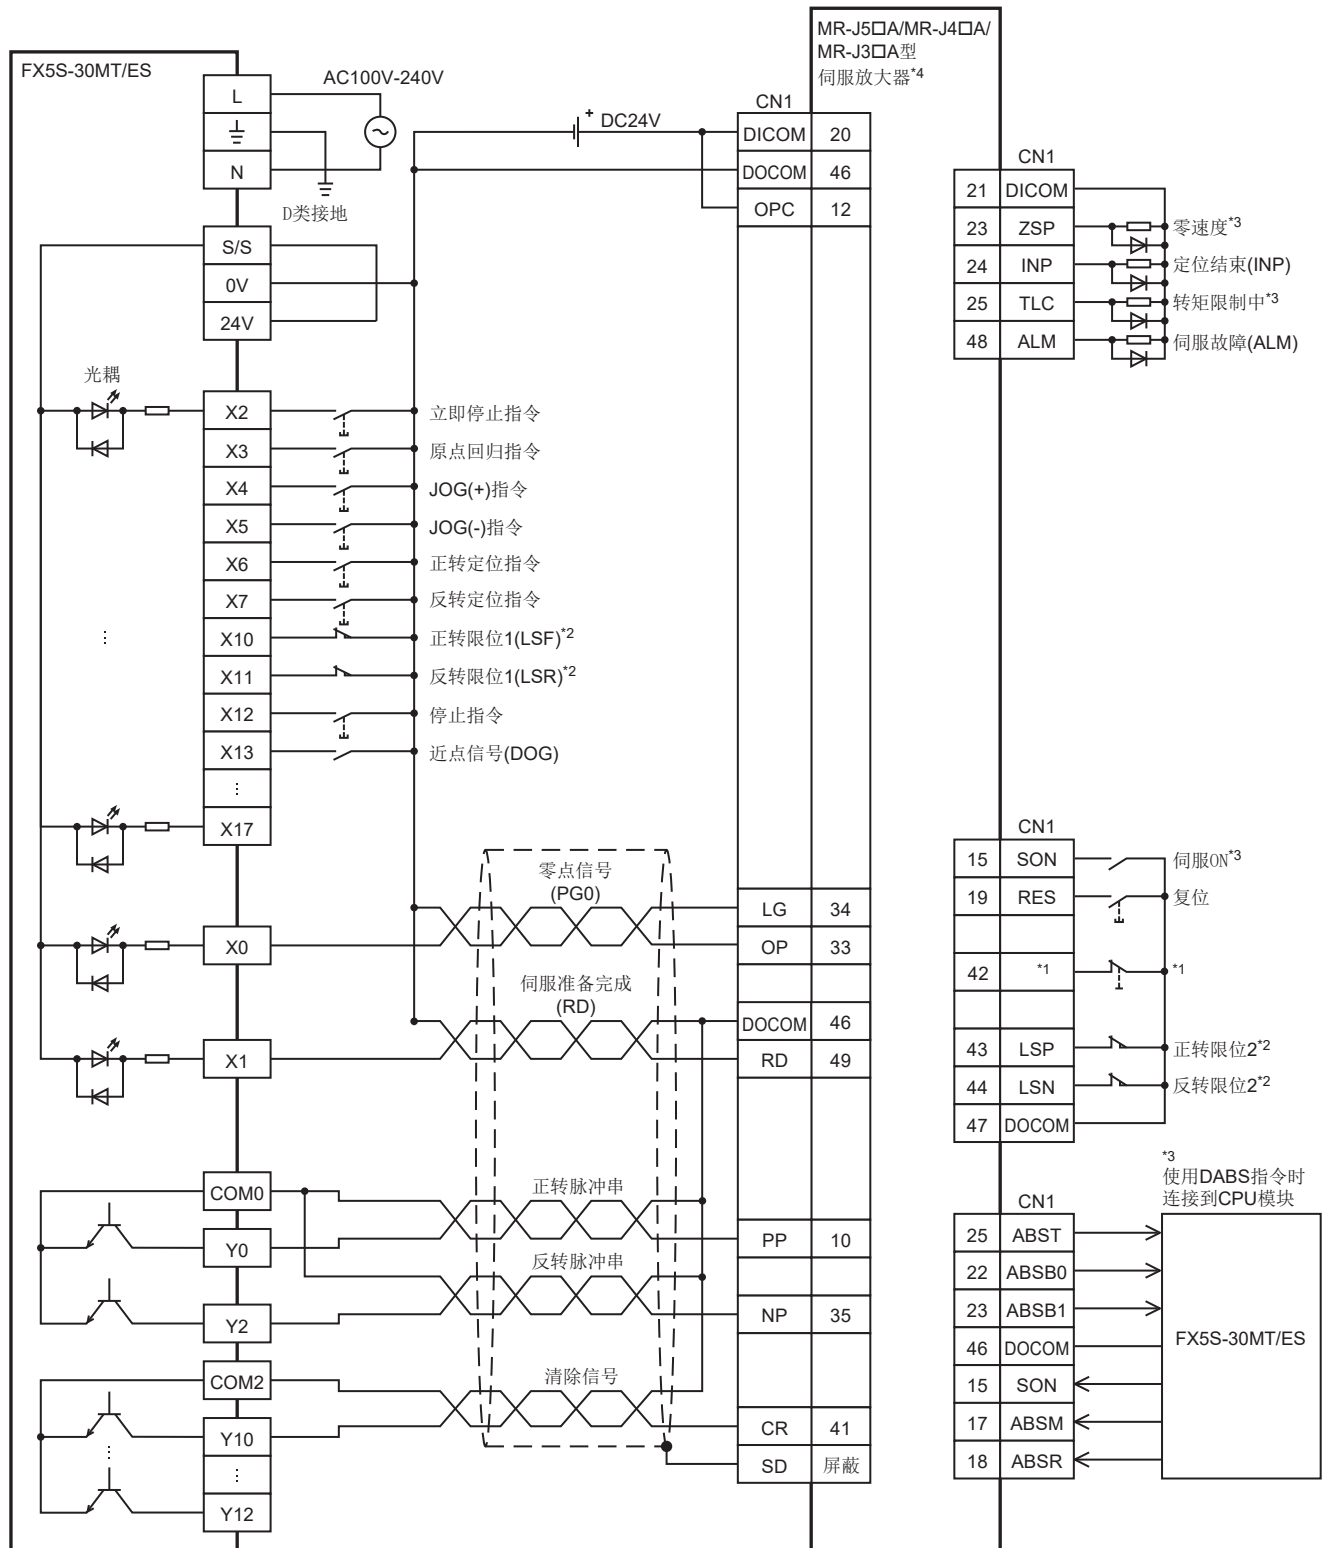 FX5S-30MT/ES
L
N
AC100V-240V
D类接地
S/S
0V
24V
光耦
X2
立即停止指令
X3
原点回归指令
X4
JOG(+)指令
X5
JOG(-)指令
X6
正转定位指令
X7
反转定位指令
⋮
X10
正转限位1(LSF)*2
X11
反转限位1(LSR)*2
X12
停止指令
X13
近点信号(DOG)
⋮
X17
X0
X1
COM0
Y0
Y2
COM2
Y10
⋮
⋮
Y12
零点信号
(PG0)
伺服准备完成
(RD)
正转脉冲串
反转脉冲串
清除信号
+
DC24V
MR-J5□A/MR-J4□A/
MR-J3□A型
伺服放大器*4
CN1
DICOM 20
DOCOM 46
OPC 12
LG 34
OP 33
DOCOM 46
RD 49
PP 10
NP 35
CR 41
SD 屏蔽
CN1
21 DICOM
23 ZSP 零速度*3
24 INP 定位结束(INP)
25 TLC 转矩限制中*3
48 ALM 伺服故障(ALM)
CN1
15 SON 伺服ON*3
19 RES 复位
42 *1 *1
43 LSP 正转限位2*2
44 LSN 反转限位2*2
47 DOCOM
*3
使用DABS指令时
连接到CPU模块
CN1
25 ABST
22 ABSB0
23 ABSB1
46 DOCOM
15 SON
17 ABSM
18 ABSR
FX5S-30MT/ES